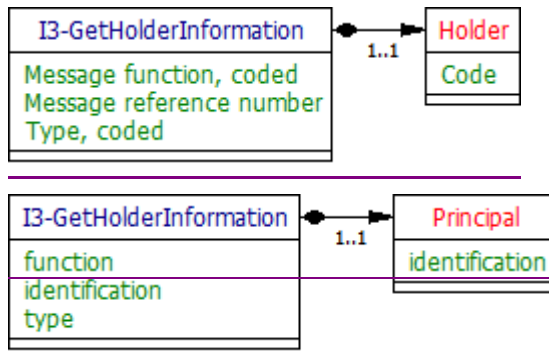 I3-GetHolderInformation
1..1
Holder
Message function, coded
Message reference number
Type, coded
Code
I3-GetHolderInformation
1..1
Principal
function
identification
type
identification